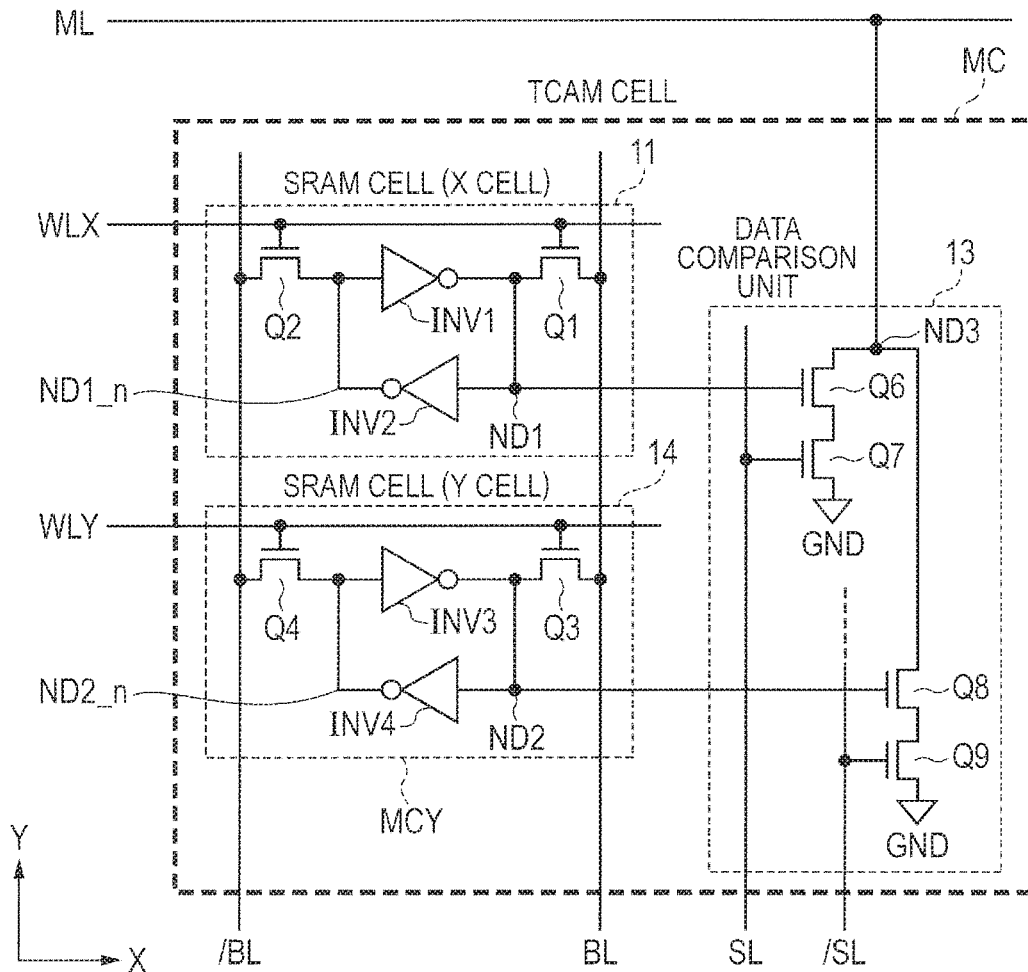 ML
MC
TCAM CELL
11
SRAM CELL (X CELL)
WLX
DATA
COMPARISON
UNIT
13
Q2
INV1
Q1
ND3
Q6
ND1_n
INV2
ND1
Q7
14
SRAM CELL (Y CELL)
WLY
GND
Q4
INV3
Q3
ND2_n
INV4
ND2
Q8
Q9
MCY
GND
Y
X
/BL
BL
SL
/SL